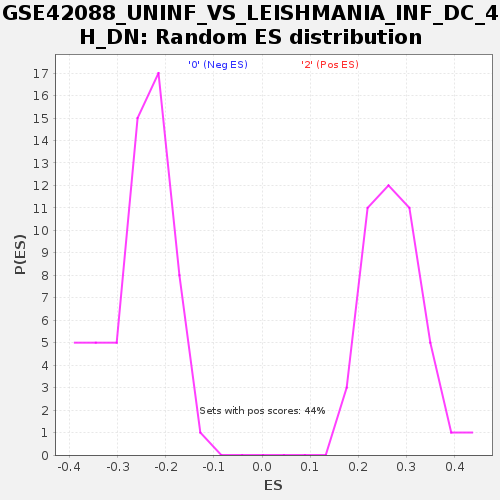 GSE42088_UNINF_VS_LEISHMANIA_INF_DC_4
H_DN: Random ES distribution
'0' (Neg ES) '2' (Pos ES)
17
16
15
14
13
12
11
10
9
8
7
6
5
4
3
2
1
0
P(ES)
Sets with pos scores: 44%
-0.4 -0.3 -0.2 -0.1 0.0 0.1 0.2 0.3 0.4
ES